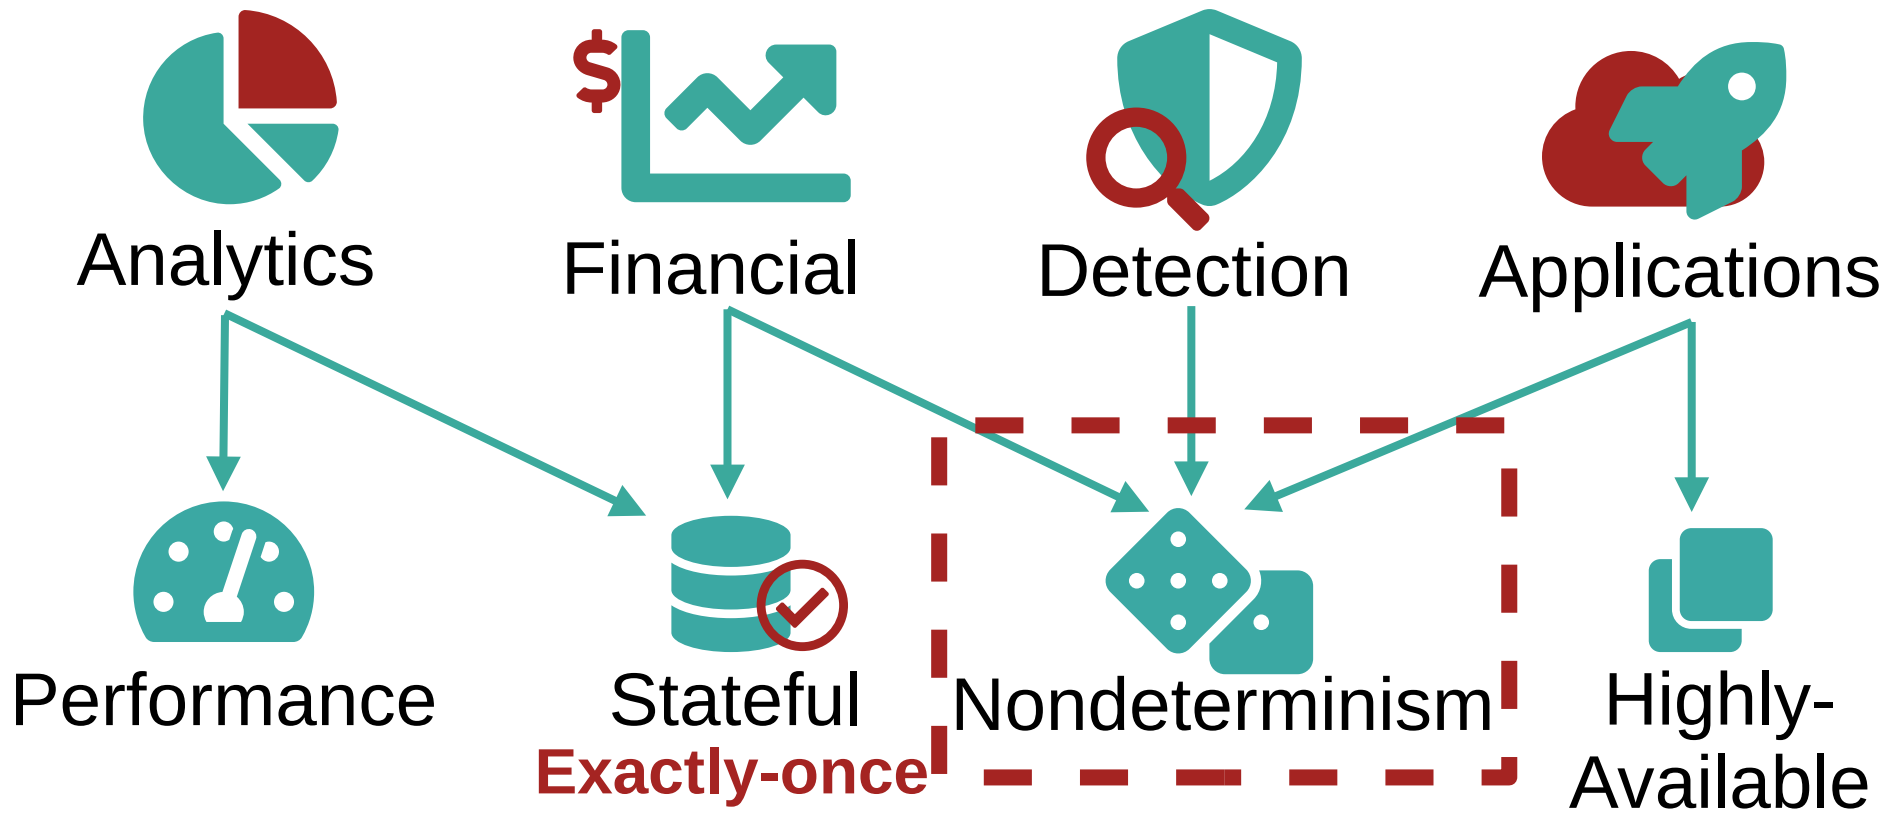 $
Analytics
Financial
Detection
Applications
Performance
Stateful
Exactly-once
Nondeterminism
Highly-
Available